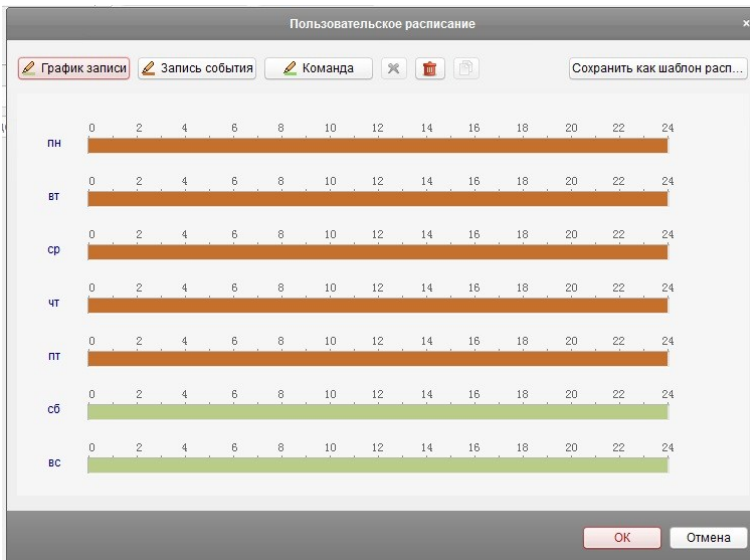 Пользовательское расписание
График записи Запись события Команда Сохранить как шаблон расп...
0 2 4 6 8 10 12 14 16 18 20 22 24
пн
0 2 4 6 8 10 12 14 16 18 20 22 24
вт
0 2 4 6 8 10 12 14 16 18 20 22 24
ср
0 2 4 6 8 10 12 14 16 18 20 22 24
чт
0 2 4 6 8 10 12 14 16 18 20 22 24
пт
0 2 4 6 8 10 12 14 16 18 20 22 24
сб
0 2 4 6 8 10 12 14 16 18 20 22 24
вс
ОК Отмена